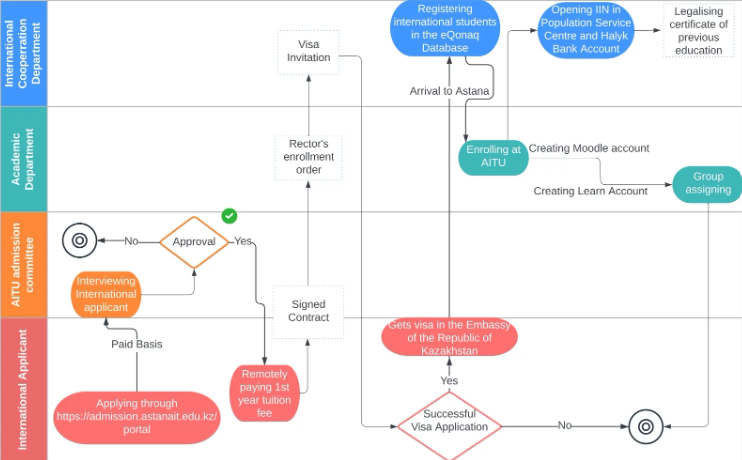 International
Cooperration
Department
Academic
Department
AITU admission
committee
International Applicant
Visa
Invitation
Registering
international students
in the eQonaq
Database
Opening IIN in
Population Service
Centre and Halyk
Bank Account
Legalising
certificate of
previous
education
Arrival to Astana
Rector's
enrollment
order
Enrolling at
AITU
Creating Moodle account
Creating Learn Account
Group
assigning
No
Approval
Yes
Interviewing
International
applicant
Signed
Contract
Paid Basis
Applying through
https://admission.astanait.edu.kz/
portal
Remotely
paying 1st
year tuition
fee
Gets visa in the Embassy
of the Republic of
Kazakhstan
Yes
Successful
Visa Application
No